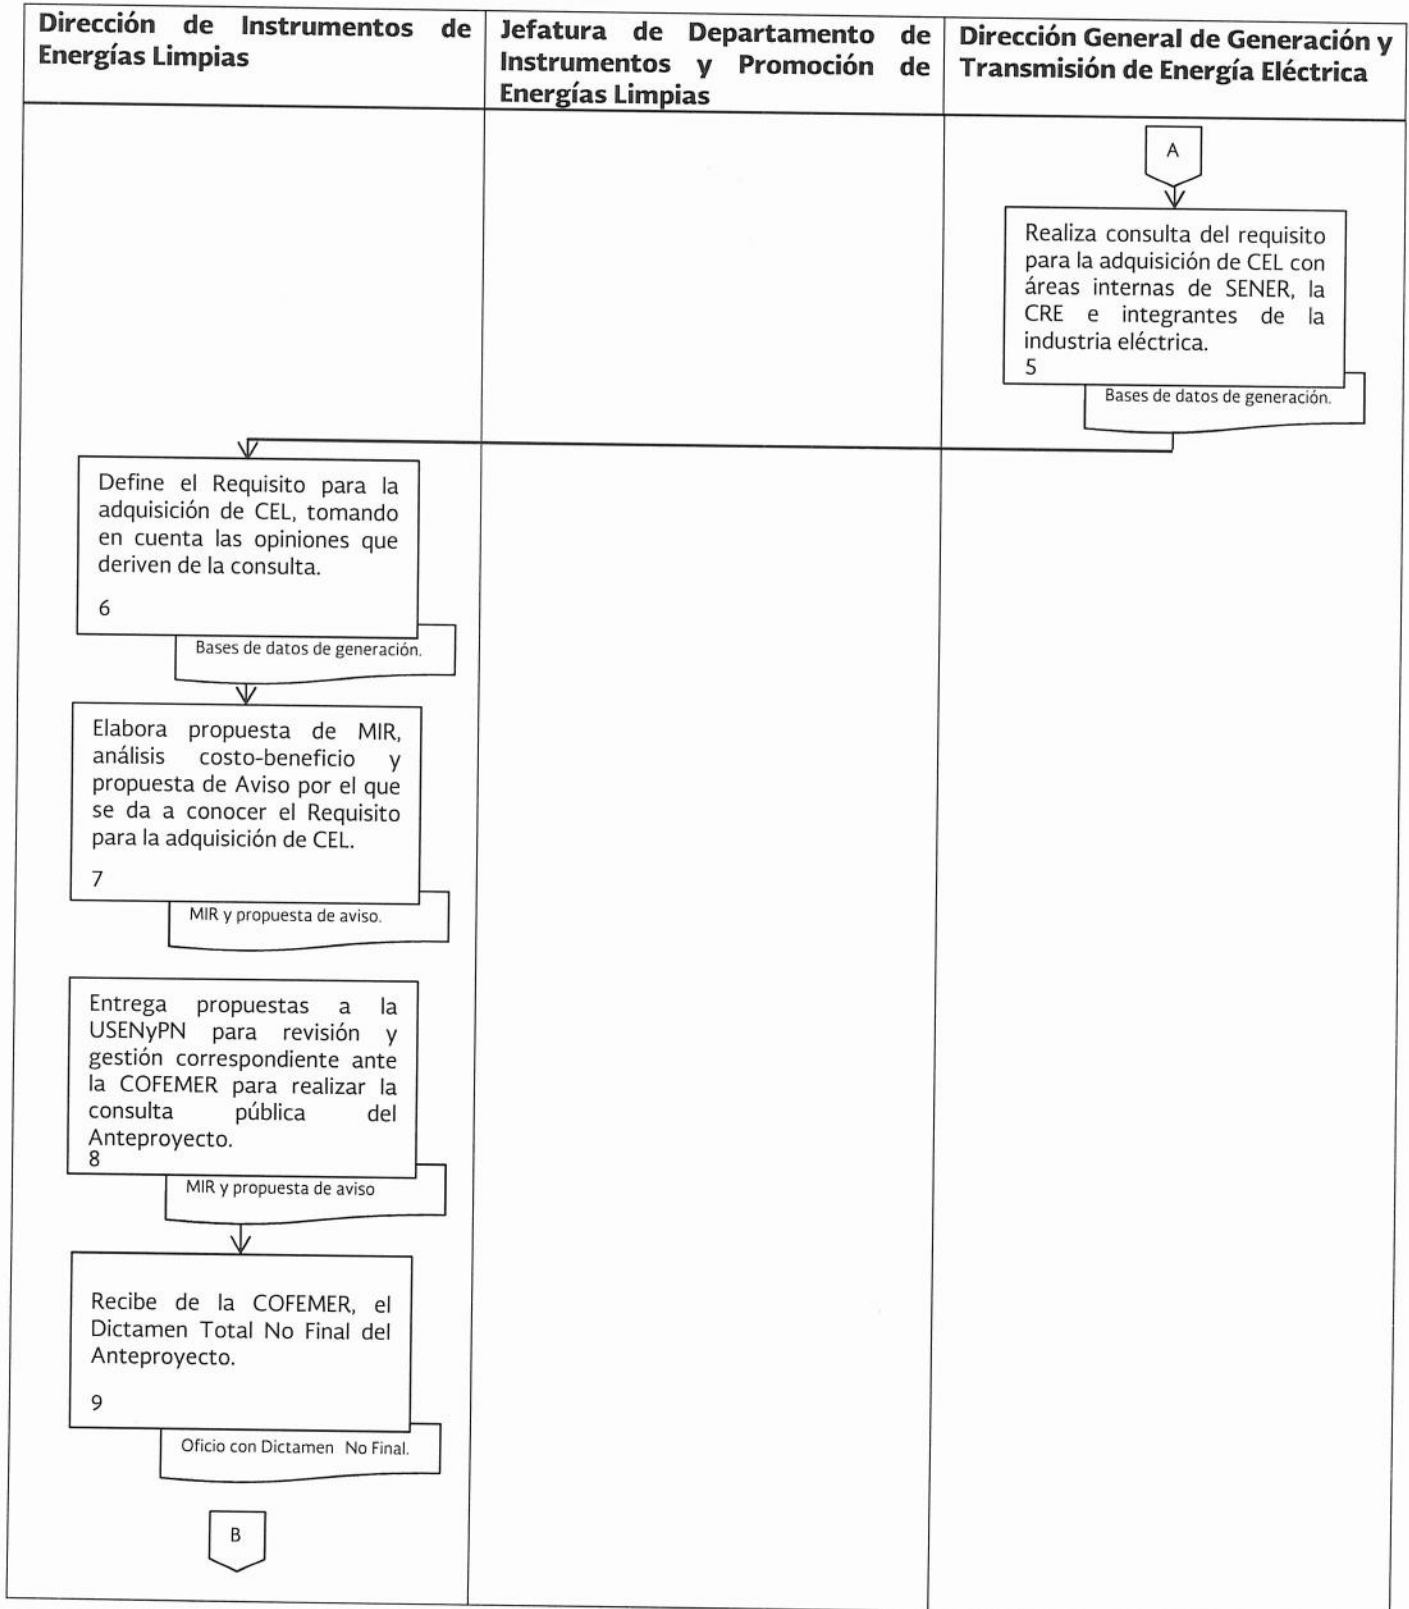 Dirección de Instrumentos de
Energías Limpias
Jefatura de Departamento de
Instrumentos y Promoción de
Energías Limpias
Dirección General de Generación y
Transmisión de Energía Eléctrica
A
Realiza consulta del requisito
para la adquisición de CEL con
áreas internas de SENER, la
CRE e integrantes de la
industria eléctrica.
5
Bases de datos de generación.
Define el Requisito para la
adquisición de CEL, tomando
en cuenta las opiniones que
deriven de la consulta.
6
Bases de datos de generación.
Elabora propuesta de MIR,
análisis costo-beneficio y
propuesta de Aviso por el que
se da a conocer el Requisito
para la adquisición de CEL.
7
MIR y propuesta de aviso.
Entrega propuestas a la
USENyPN para revisión y
gestión correspondiente ante
la COFEMER para realizar la
consulta pública del
Anteproyecto.
8
MIR y propuesta de aviso
Recibe de la COFEMER, el
Dictamen Total No Final del
Anteproyecto.
9
Oficio con Dictamen No Final.
B